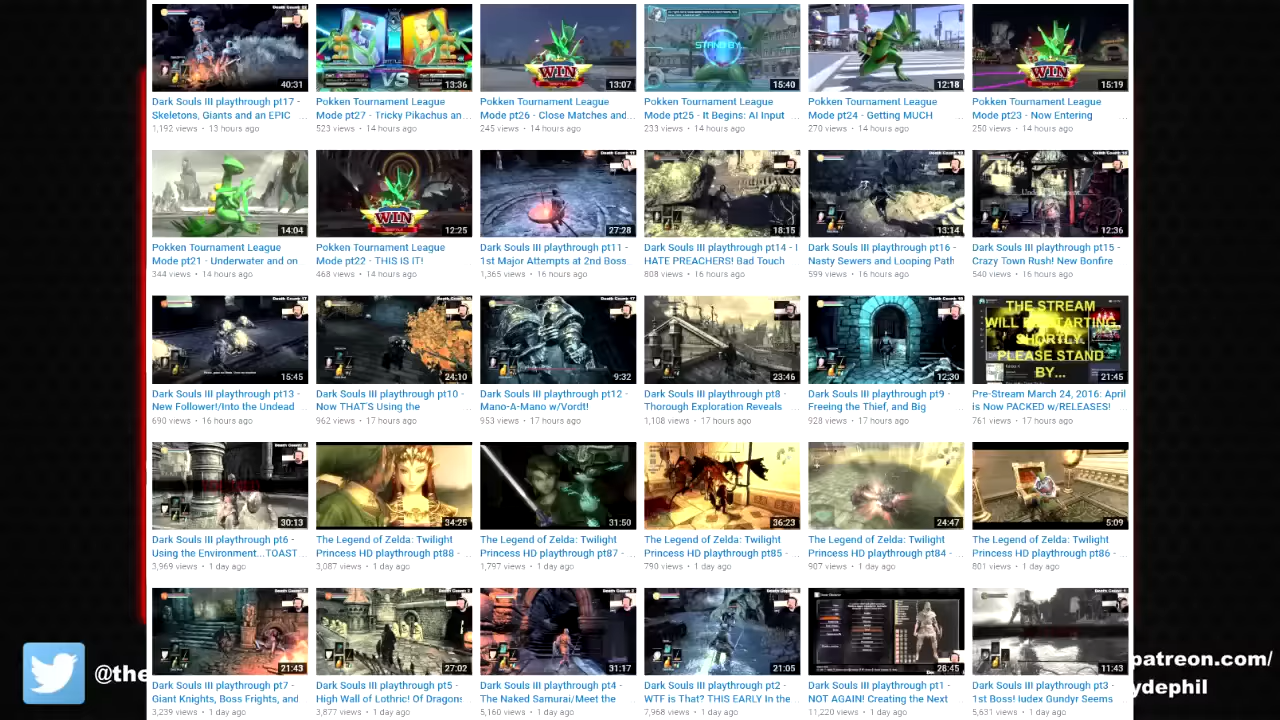 40:31
13:36
13:07
STAND BY
15:40
12:18
15:19
VS
WIN
WIN
Dark Souls III playthrough pt17 -
Skeletons, Giants and an EPIC ...
1,192 views • 13 hours ago
Pokken Tournament League
Mode pt27 - Tricky Pikachus an...
523 views • 14 hours ago
Pokken Tournament League
Mode pt26 - Close Matches and...
245 views • 14 hours ago
Pokken Tournament League
Mode pt25 - It Begins: AI Input ...
233 views • 14 hours ago
Pokken Tournament League
Mode pt24 - Getting MUCH ...
270 views • 14 hours ago
Pokken Tournament League
Mode pt23 - Now Entering ...
250 views • 14 hours ago
14:04
WIN
12:25
27:28
18:15
13:14
12:36
Pokken Tournament League
Mode pt21 - Underwater and on ...
344 views • 14 hours ago
Pokken Tournament League
Mode pt22 - THIS IS IT!
468 views • 14 hours ago
Dark Souls III playthrough pt11 -
1st Major Attempts at 2nd Boss
1,365 views • 16 hours ago
Dark Souls III playthrough pt14 - I
HATE PREACHERS! Bad Touch ...
808 views • 16 hours ago
Dark Souls III playthrough pt16 -
Nasty Sewers and Looping Path
599 views • 16 hours ago
Dark Souls III playthrough pt15 -
Crazy Town Rush! New Bonfire
540 views • 16 hours ago
15:45
24:10
9:32
23:46
12:30
THE STREAM
WILL BE STARTING
SHORTLY.
PLEASE STAND
BY...
21:45
Dark Souls III playthrough pt13 -
New Follower!/Into the Undead ...
690 views • 16 hours ago
Dark Souls III playthrough pt10 -
Now THAT'S Using the ...
962 views • 17 hours ago
Dark Souls III playthrough pt12 -
Mano-A-Mano w/Vordt!
953 views • 17 hours ago
Dark Souls III playthrough pt8 -
Thorough Exploration Reveals ...
1,108 views • 17 hours ago
Dark Souls III playthrough pt9 -
Freeing the Thief, and Big ...
928 views • 17 hours ago
Pre-Stream March 24, 2016: April
is Now PACKED w/RELEASES!
761 views • 17 hours ago
30:13
34:25
31:50
36:23
24:47
5:09
Dark Souls III playthrough pt6 -
Using the Environment...TOAST ...
3,969 views • 1 day ago
The Legend of Zelda: Twilight
Princess HD playthrough pt88 - ...
3,087 views • 1 day ago
The Legend of Zelda: Twilight
Princess HD playthrough pt87 - ...
1,797 views • 1 day ago
The Legend of Zelda: Twilight
Princess HD playthrough pt85 - ...
790 views • 1 day ago
The Legend of Zelda: Twilight
Princess HD playthrough pt84 - ...
907 views • 1 day ago
The Legend of Zelda: Twilight
Princess HD playthrough pt86 - ...
801 views • 1 day ago
21:43
27:02
31:17
21:05
26:45
11:43
@the
patreon.com/
ydephil
Dark Souls III playthrough pt7 -
Giant Knights, Boss Frights, and
3,239 views • 1 day ago
Dark Souls III playthrough pt5 -
High Wall of Lothric! Of Dragons
3,877 views • 1 day ago
Dark Souls III playthrough pt4 -
The Naked Samurai/Meet the ...
5,160 views • 1 day ago
Dark Souls III playthrough pt2 -
WTF is That? THIS EARLY In the ...
7,968 views • 1 day ago
Dark Souls III playthrough pt1 -
NOT AGAIN! Creating the Next ...
11,220 views • 1 day ago
Dark Souls III playthrough pt3 -
1st Boss! Iudex Gundyr Seems ...
5,631 views • 1 day ago